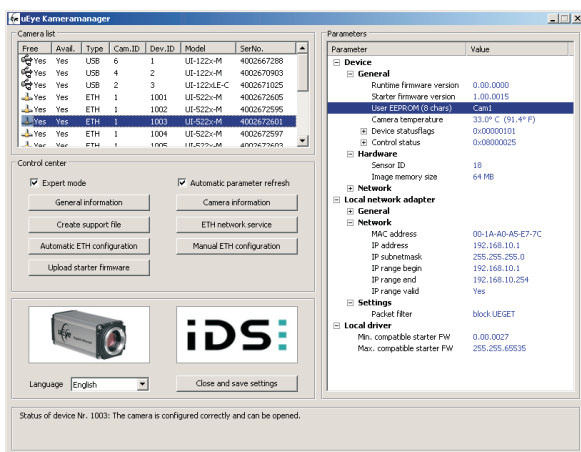 uEye Kameramanager
Camera list
Free Avail. Type Cam.ID Dev.ID Model SerNo.
Yes Yes USB 6 1 UI-122x-M 4002667288
Yes Yes USB 4 2 UI-122x-M 4002670903
Yes Yes USB 2 3 UI-122xLE-C 4002671025
Yes Yes ETH 1 1001 UI-522x-M 4002672605
Yes Yes ETH 1 1002 UI-522x-M 4002672595
Yes Yes ETH 1 1003 UI-522x-M 4002672601
Yes Yes ETH 1 1004 UI-522x-M 4002672597
Yes Yes ETH 1 1005 UI-522x-M 4002672603
Control center
Expert mode
Automatic parameter refresh
General information
Camera information
Create support file
ETH network service
Automatic ETH configuration
Manual ETH configuration
Upload starter firmware
uEye
iDS
Language English
Close and save settings
Parameters
Parameter Value
Device
General
Runtime firmware version 0.00.0000
Starter firmware version 1.00.0015
User EEPROM (8 chars) Cam1
Camera temperature 33.0° C (91.4° F)
Device statusflags 0x00000101
Control status 0x08000025
Hardware
Sensor ID 18
Image memory size 64 MB
Network
Local network adapter
General
Network
MAC address 00-1A-A0-A5-E7-7C
IP address 192.168.10.1
IP subnetmask 255.255.255.0
IP range begin 192.168.10.1
IP range end 192.168.10.254
IP range valid Yes
Settings
Packet filter block UEGET
Local driver
Min. compatible starter FW 0.00.0027
Max. compatible starter FW 255.255.65535
Status of device Nr. 1003: The camera is configured correctly and can be opened.